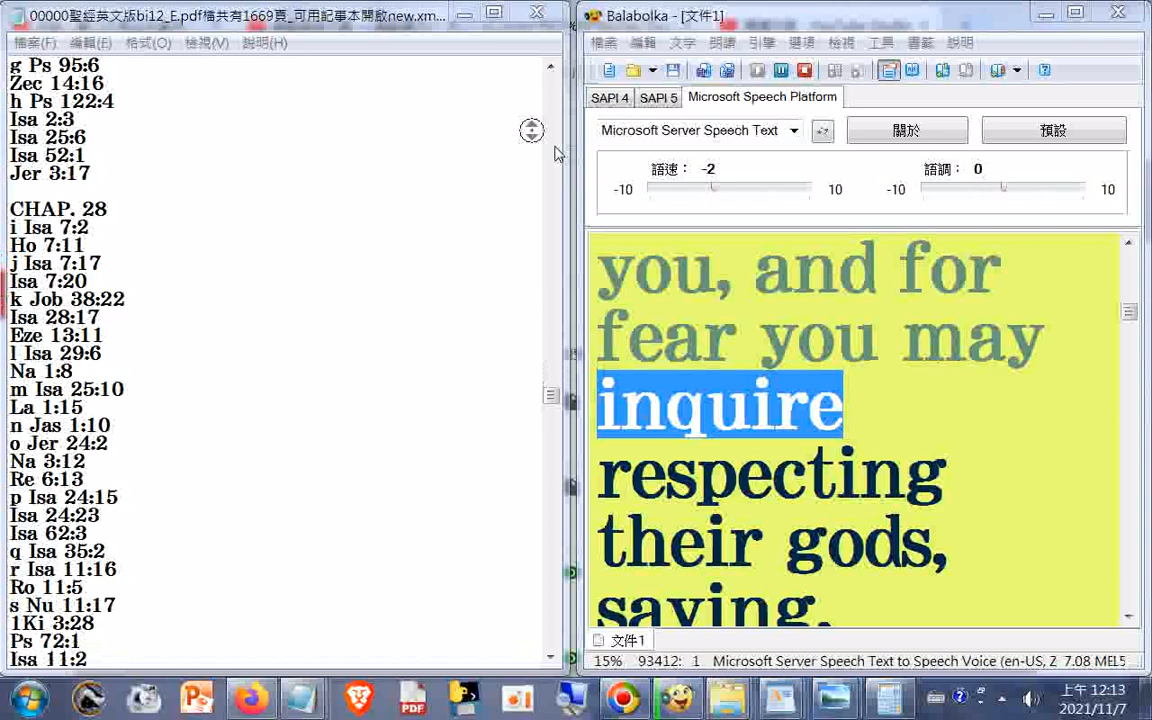 00000聖經英文版bi12_E.pdf檔共有1669頁_可用記事本開啟new.xm...
檔案(F) 編輯(E) 格式(O) 檢視(V) 說明(H)
g Ps 95:6
Zec 14:16
h Ps 122:4
Isa 2:3
Isa 25:6
Isa 52:1
Jer 3:17
CHAP. 28
i Isa 7:2
Ho 7:11
j Isa 7:17
Isa 7:20
k Job 38:22
Isa 28:17
Eze 13:11
l Isa 29:6
Na 1:8
m Isa 25:10
La 1:15
n Jas 1:10
o Jer 24:2
Na 3:12
Re 6:13
p Isa 24:15
Isa 24:23
Isa 62:3
q Isa 35:2
r Isa 11:16
Ro 11:5
s Nu 11:17
1Ki 3:28
Ps 72:1
Isa 11:2
Balabolka - [文件1]
檔案 編輯 文字 朗讀 引擎 選項 檢視 工具 書籤 說明
SAPI 4 SAPI 5 Microsoft Speech Platform
Microsoft Server Speech Text 關於 預設
語速： -2 語調： 0
-10 10 -10 10
you, and for
fear you may
inquire
respecting
their gods,
saying,
文件1
15% 93412: 1 Microsoft Server Speech Text to Speech Voice (en-US, Z 7.08 МЕ15
PDF
上午 12:13
2021/11/7